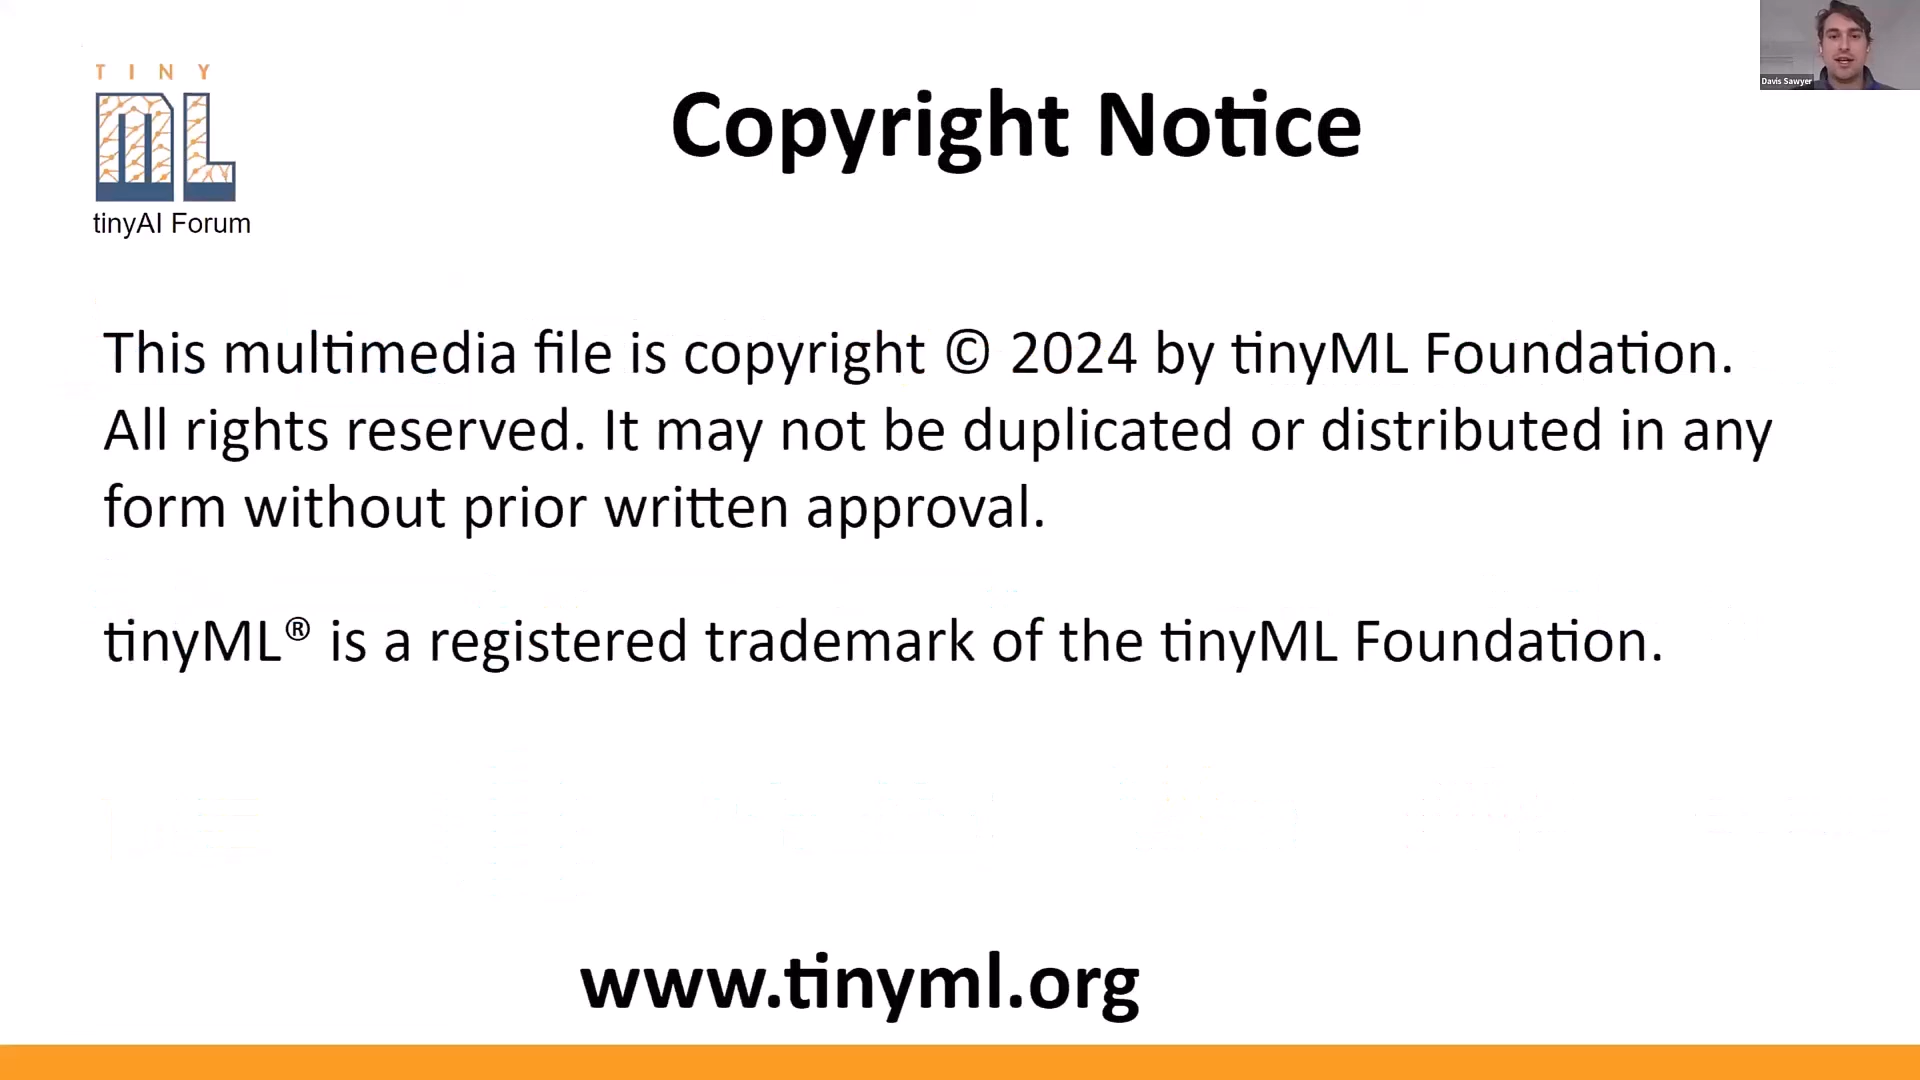 TINY
ML
tinyAI Forum
Copyright Notice
Davis Sawyer
This multimedia file is copyright © 2024 by tinyML Foundation.
All rights reserved. It may not be duplicated or distributed in any
form without prior written approval.
tinyML® is a registered trademark of the tinyML Foundation.
www.tinyml.org